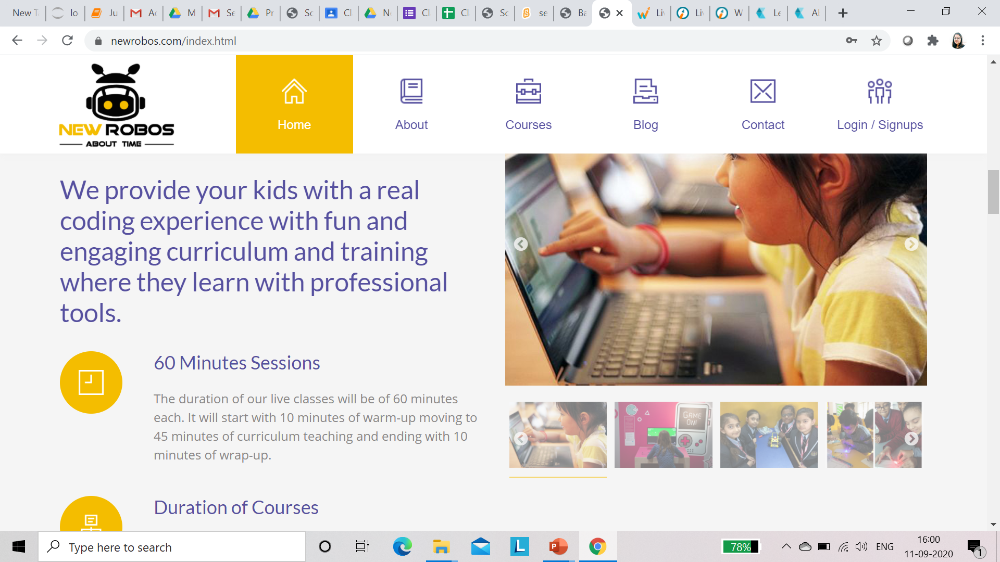 New T
lo
Ju
Ac
M
Se
Pr
Sc
Cl
N
Cl
Cl
Sc
se
Ba
Liv
Liv
W
Le
Al
newrobos.com/index.html
NEW ROBOS
ABOUT TIME
Home
About
Courses
Blog
Contact
Login / Signups
We provide your kids with a real
coding experience with fun and
engaging curriculum and training
where they learn with professional
tools.
60 Minutes Sessions
The duration of our live classes will be of 60 minutes
each. It will start with 10 minutes of warm-up moving to
45 minutes of curriculum teaching and ending with 10
minutes of wrap-up.
GAME
ON!
Duration of Courses
Type here to search
78%
ENG
16:00
11-09-2020
1